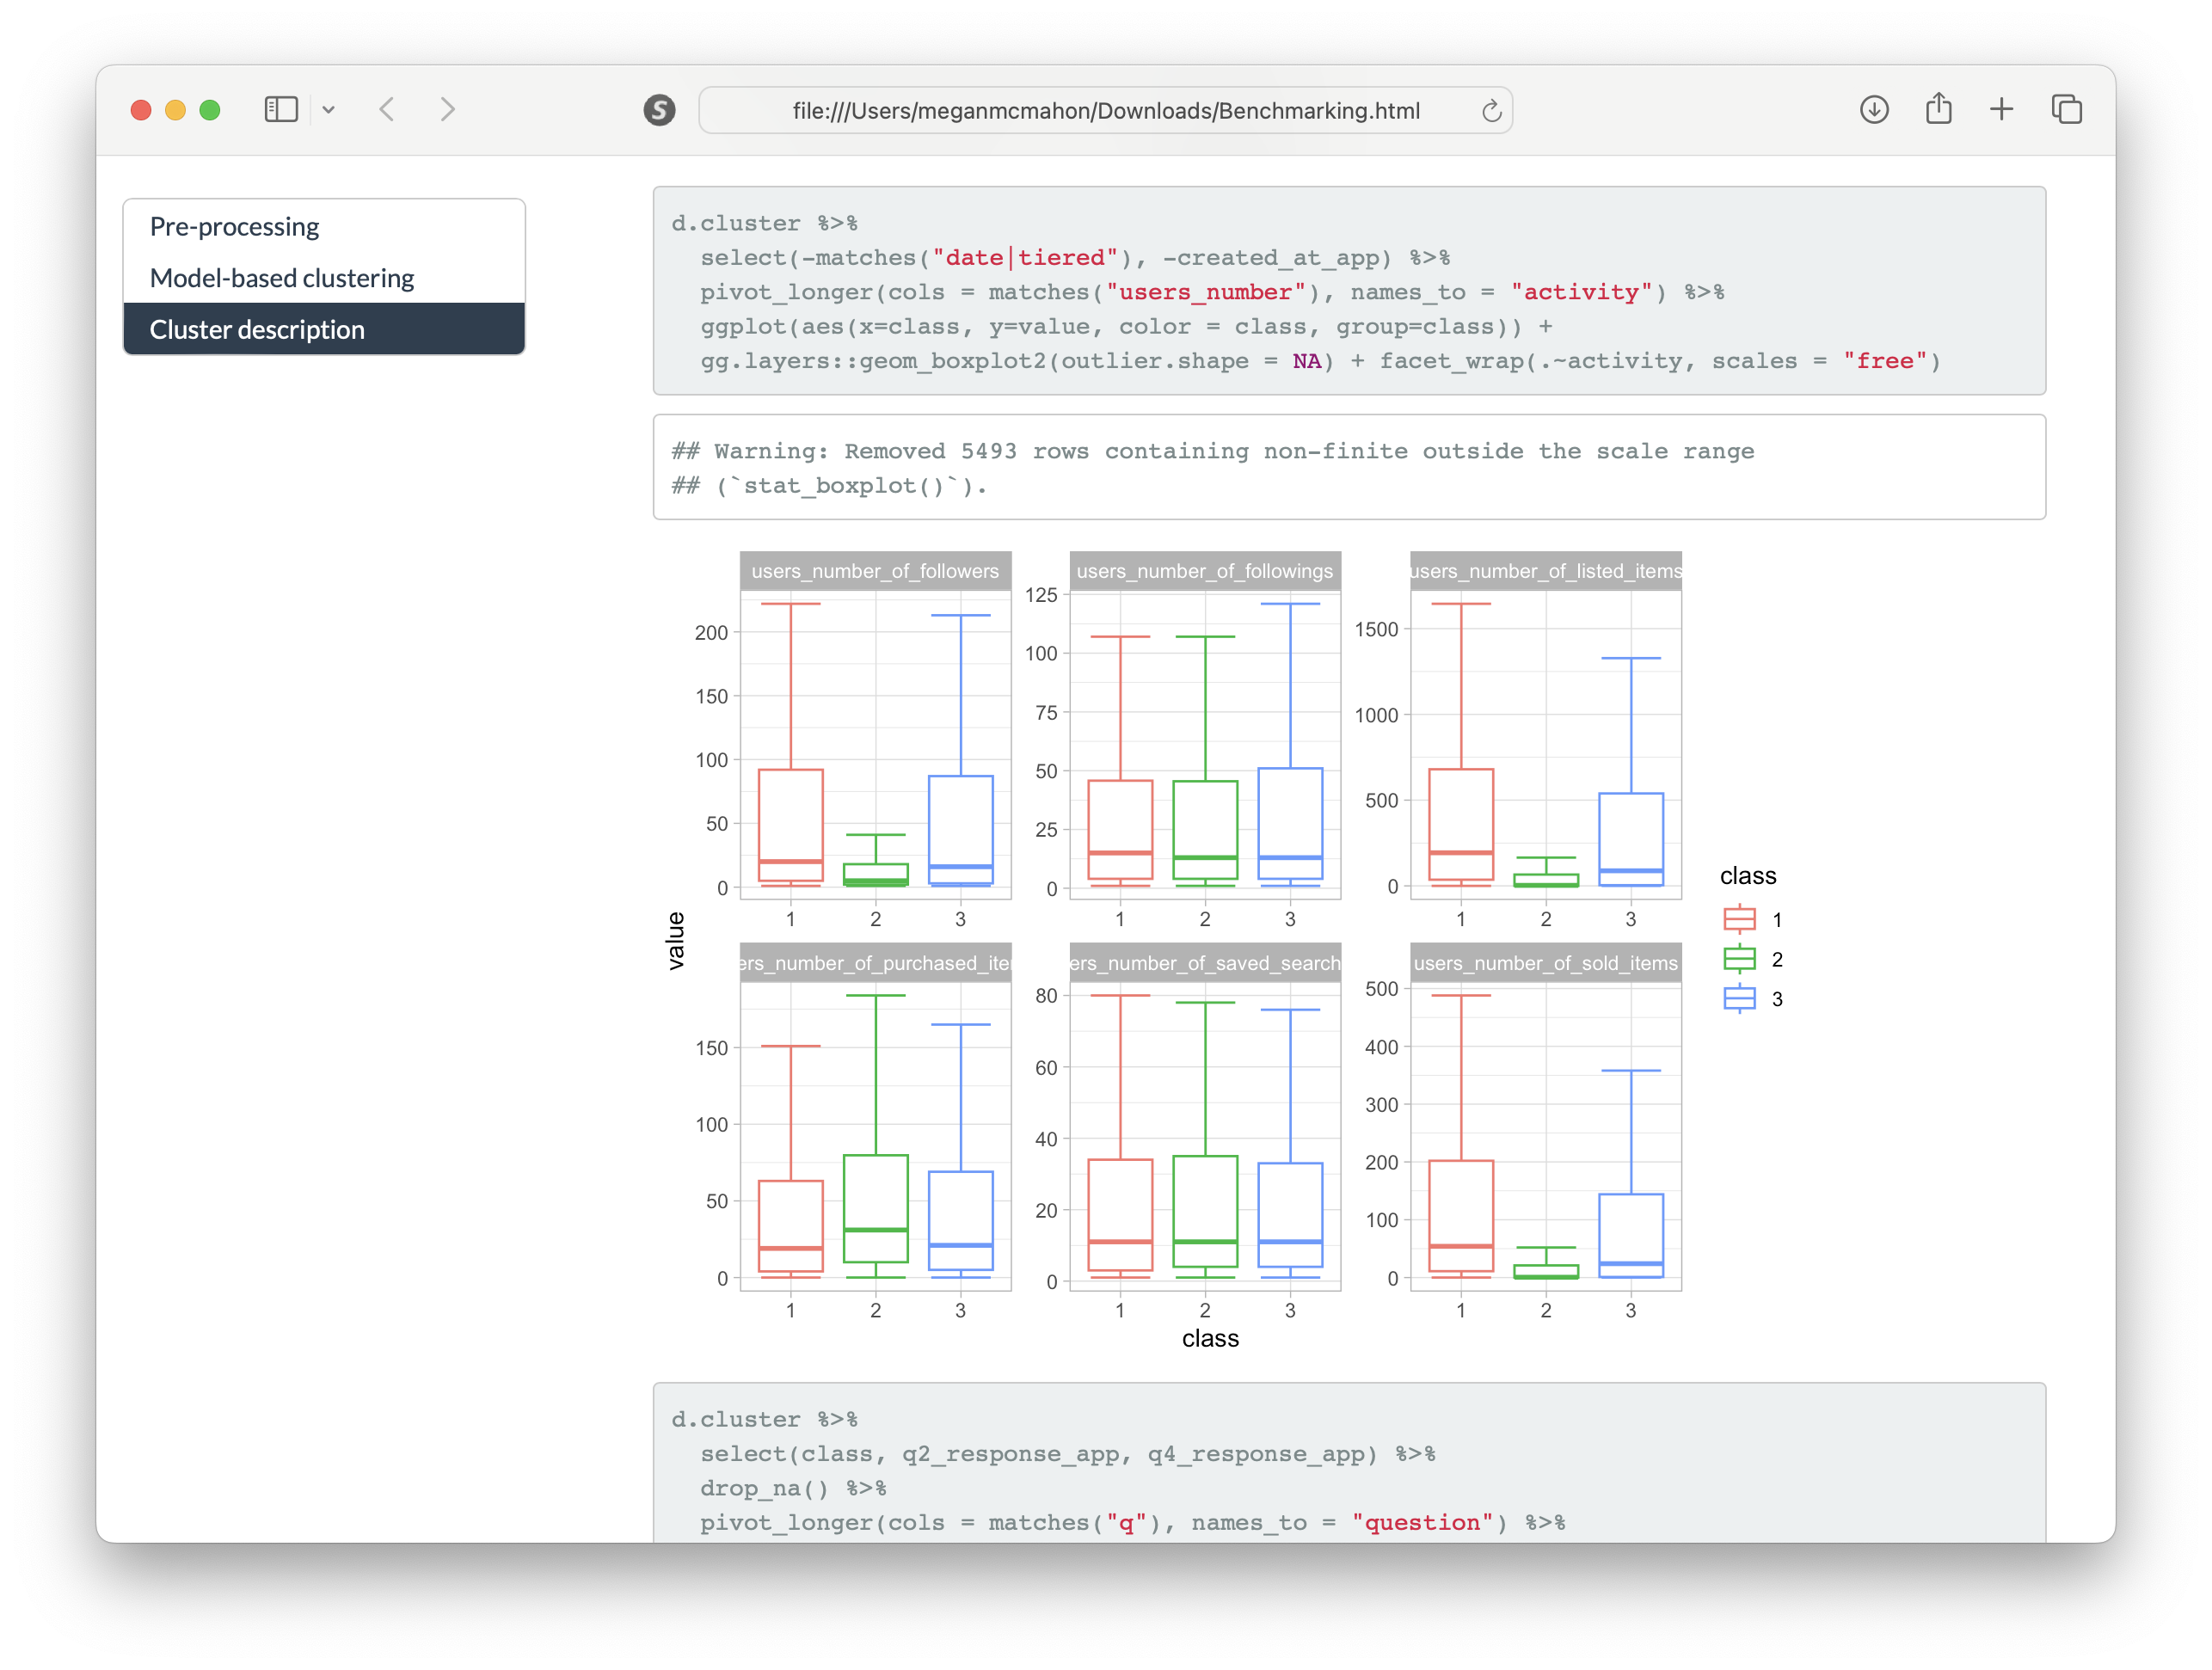 S
file:///Users/meganmcmahon/Downloads/Benchmarking.html
Pre-processing
Model-based clustering
Cluster description
d.cluster %>%
select(-matches("date|tiered"), -created_at_app) %>%
pivot_longer(cols = matches("users_number"), names_to = "activity") %>%
ggplot(aes(x=class, y=value, color = class, group=class)) +
gg.layers::geom_boxplot2(outlier.shape = NA) + facet_wrap(.~activity, scales = "free")
## Warning: Removed 5493 rows containing non-finite outside the scale range
## (`stat_boxplot()`).
users_number_of_followers
200
150
100
50
0
1 2 3
users_number_of_followings
125
100
75
50
25
0
1 2 3
users_number_of_listed_items
1500
1000
500
0
1 2 3
ers_number_of_purchased_iter
150
100
50
0
1 2 3
ers_number_of_saved_search
80
60
40
20
0
1 2 3
users_number_of_sold_items
500
400
300
200
100
0
1 2 3
value
class
class
1
2
3
d.cluster %>%
select(class, q2_response_app, q4_response_app) %>%
drop_na() %>%
pivot_longer(cols = matches("q"), names_to = "question") %>%